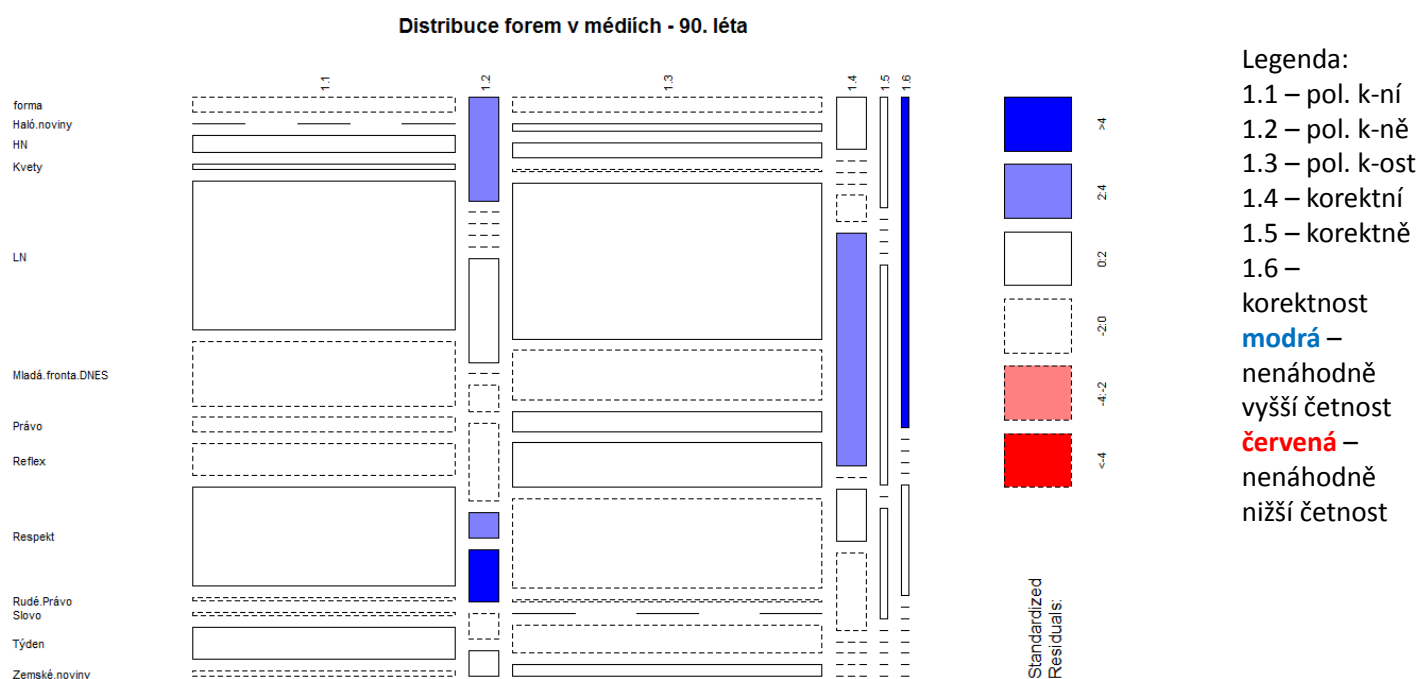 Distribuce forem v médiích - 90. léta
1.1
1.2
1.3
1.4
1.5
1.6
forma
Haló.noviny
HN
Kvety
LN
Mladá.fronta.DNES
Právo
Reflex
Respekt
Rudé.Právo
Slovo
Týden
Zemské.noviny
>4
2:4
0:2
-2:0
-4:-2
<-4
Standardized
Residuals:
Legenda:
1.1 – pol. k-ní
1.2 – pol. k-ně
1.3 – pol. k-ost
1.4 – korektní
1.5 – korektně
1.6 –
korektnost
modrá –
nenáhodně
vyšší četnost
červená –
nenáhodně
nižší četnost